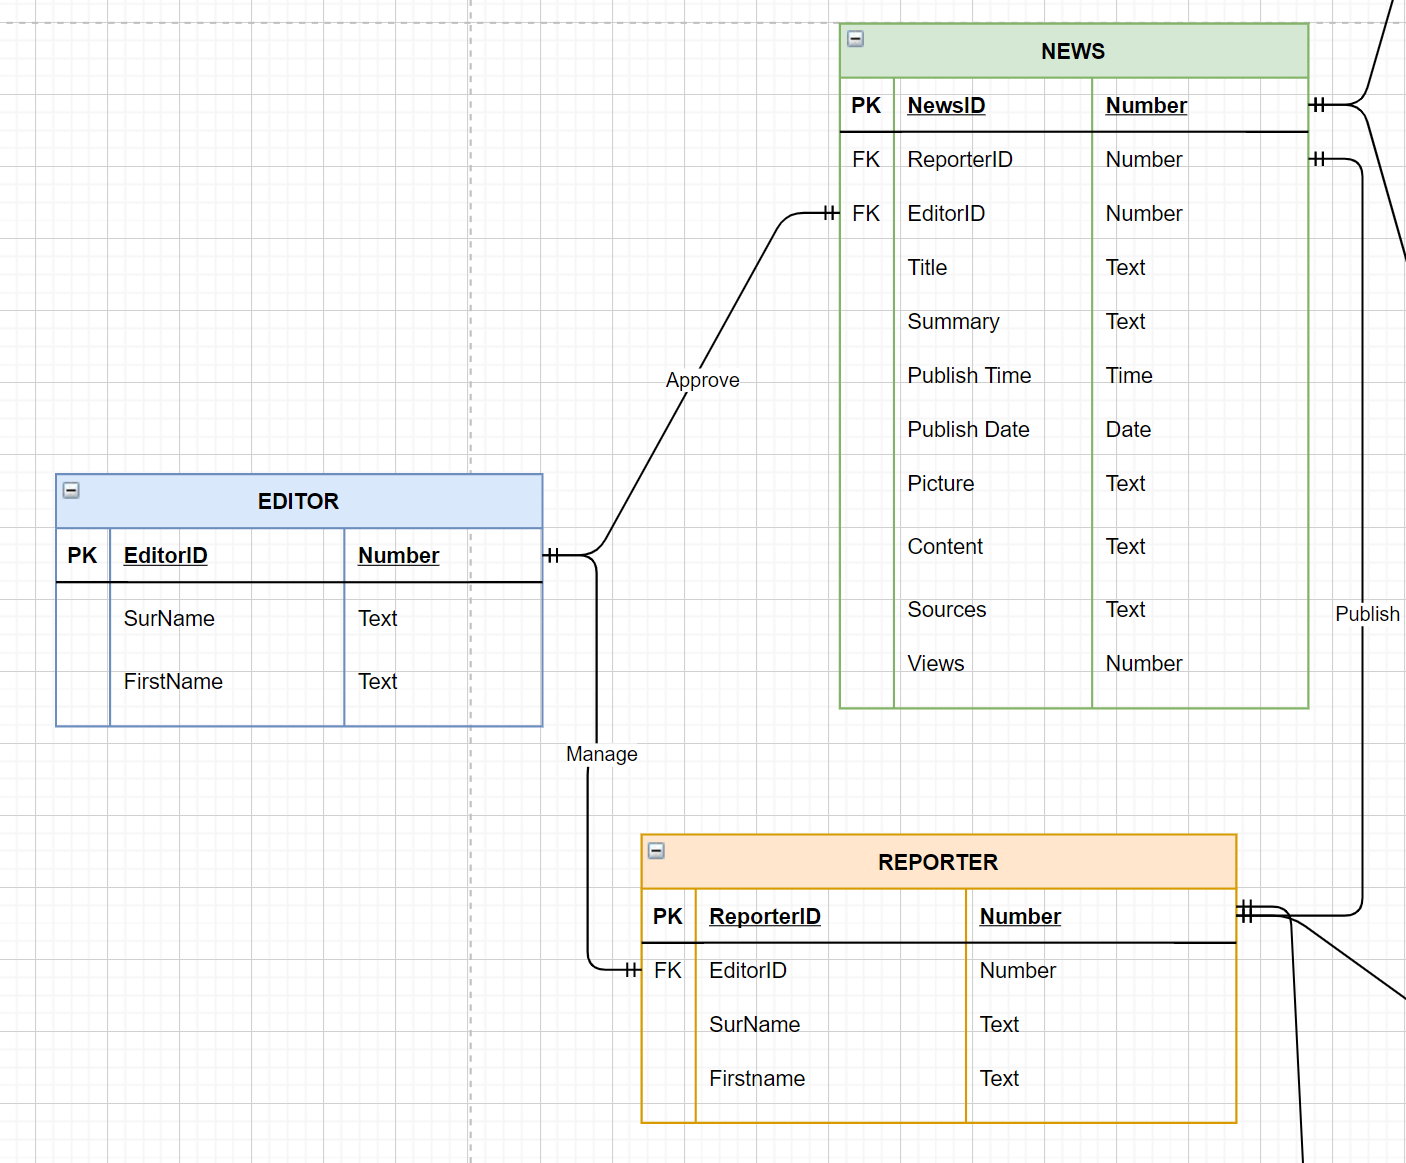 NEWS
PK NewsID Number
FK ReporterID Number
FK EditorID Number
Title Text
Summary Text
Publish Time Time
Publish Date Date
Picture Text
Content Text
Sources Text
Views Number
Approve
Publish
EDITOR
PK EditorID Number
SurName Text
FirstName Text
Manage
REPORTER
PK ReporterID Number
FK EditorID Number
SurName Text
Firstname Text